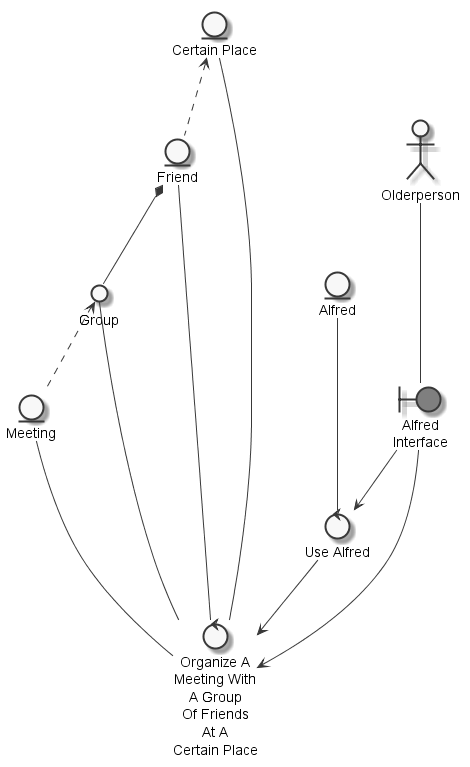 Certain Place
Friend
Olderperson
Group
Alfred
Meeting
Alfred
Interface
Use Alfred
Organize A
Meeting With
A Group
Of Friends
At A
Certain Place